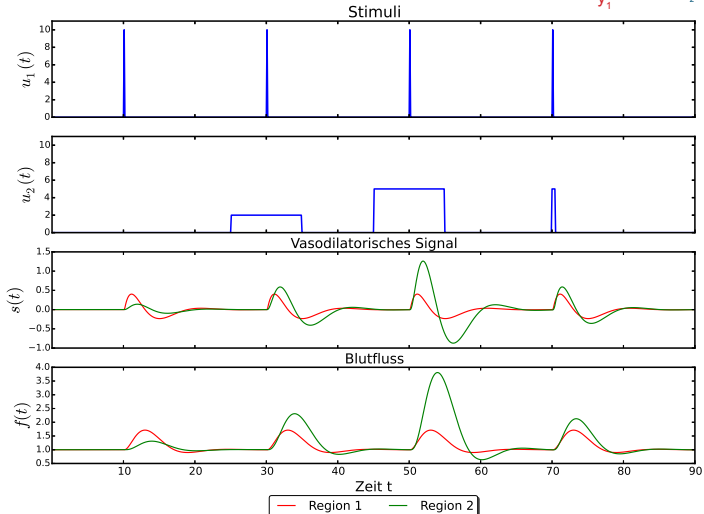 y₁ ₂
Stimuli
10
8
6
4
2
0
u₁(t)
10
8
6
4
2
0
u₂(t)
Vasodilatorisches Signal
1.5
1.0
0.5
0.0
−0.5
−1.0
s(t)
Blutfluss
4.0
3.5
3.0
2.5
2.0
1.5
1.0
0.5
f(t)
10 20 30 40 50 60 70 80 90
Zeit t
Region 1 Region 2